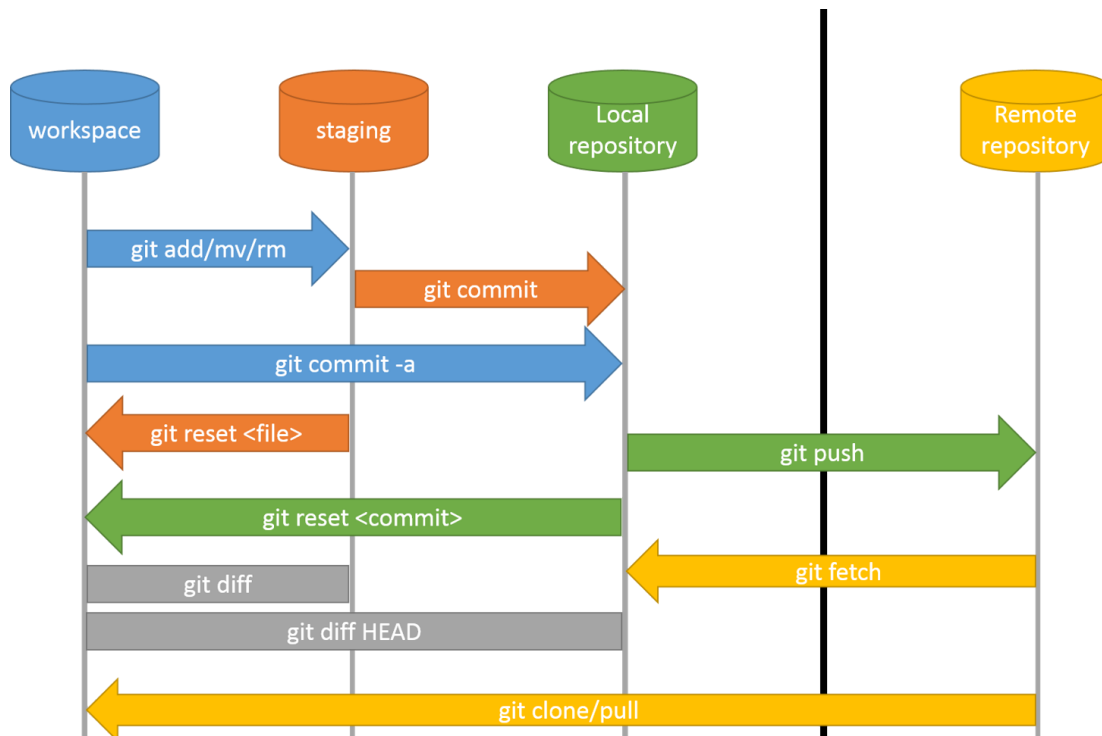 workspace
staging
Local
repository
Remote
repository
git add/mv/rm
git commit
git commit -a
git reset <file>
git push
git reset <commit>
git fetch
git diff
git diff HEAD
git clone/pull